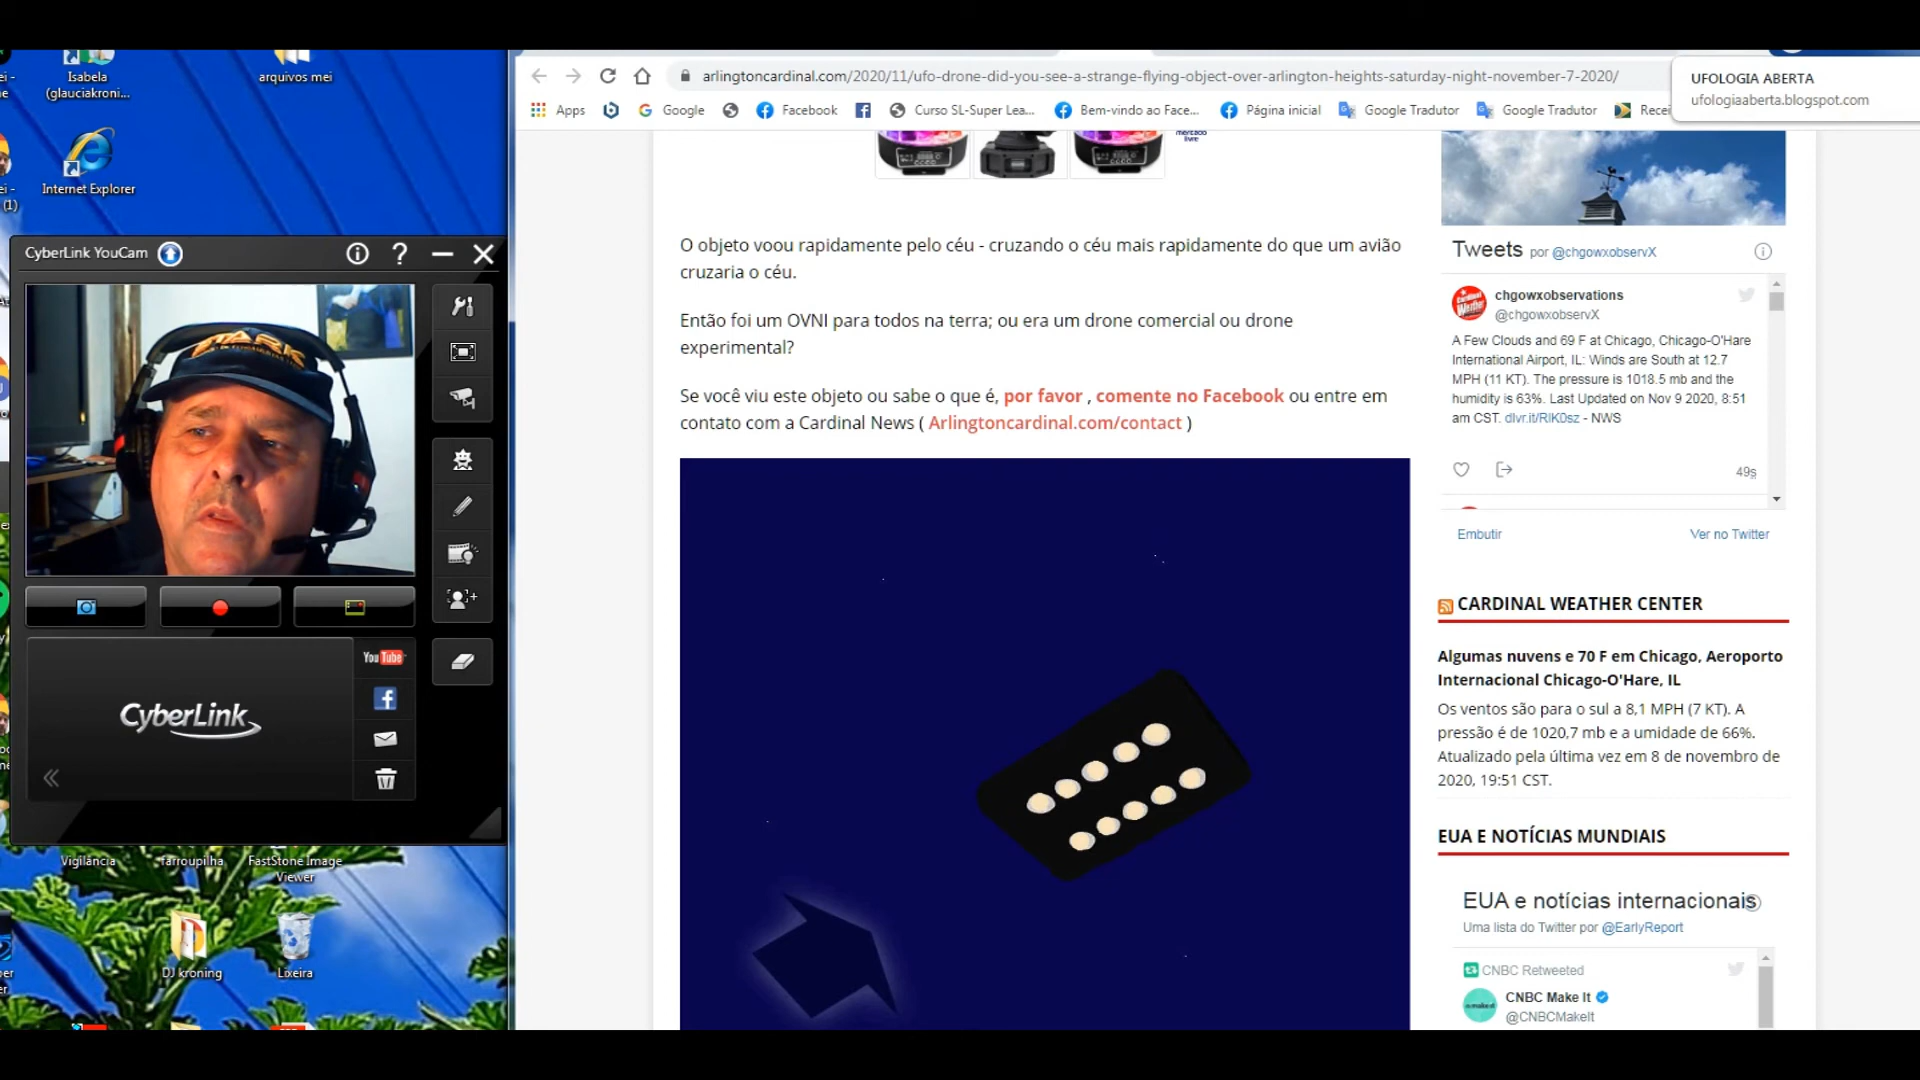 Isabela
(glauciakroni...
arquivos mei
Internet Explorer
(1)
CyberLink YouCam
STARK
You Tube
CyberLink
Vigilância
farroupilha
FastStone Image
Viewer
DJ kroning
Lixeira
arlingtoncardinal.com/2020/11/ufo-drone-did-you-see-a-strange-flying-object-over-arlington-heights-saturday-night-november-7-2020/
UFOLOGIA ABERTA
ufologiaaberta.blogspot.com
Apps
Google
Facebook
Curso SL-Super Lea...
Bem-vindo ao Face...
Página inicial
Google Tradutor
Google Tradutor
Recei
mercado
livre
O objeto voou rapidamente pelo céu - cruzando o céu mais rapidamente do que um avião
cruzaria o céu.
Então foi um OVNI para todos na terra; ou era um drone comercial ou drone
experimental?
Se você viu este objeto ou sabe o que é, por favor , comente no Facebook ou entre em
contato com a Cardinal News ( Arlingtoncardinal.com/contact )
Tweets por @chgowxobservX
chgowxobservations
@chgowxobservX
A Few Clouds and 69 F at Chicago, Chicago-O'Hare
International Airport, IL: Winds are South at 12.7
MPH (11 KT). The pressure is 1018.5 mb and the
humidity is 63%. Last Updated on Nov 9 2020, 8:51
am CST. dlvr.it/RlK0sz - NWS
49s
Embutir
Ver no Twitter
CARDINAL WEATHER CENTER
Algumas nuvens e 70 F em Chicago, Aeroporto
Internacional Chicago-O'Hare, IL
Os ventos são para o sul a 8,1 MPH (7 KT). A
pressão é de 1020,7 mb e a umidade de 66%.
Atualizado pela última vez em 8 de novembro de
2020, 19:51 CST.
EUA E NOTÍCIAS MUNDIAIS
EUA e notícias internacionais
Uma lista do Twitter por @EarlyReport
CNBC Retweeted
CNBC Make It
@CNBCMakeIt